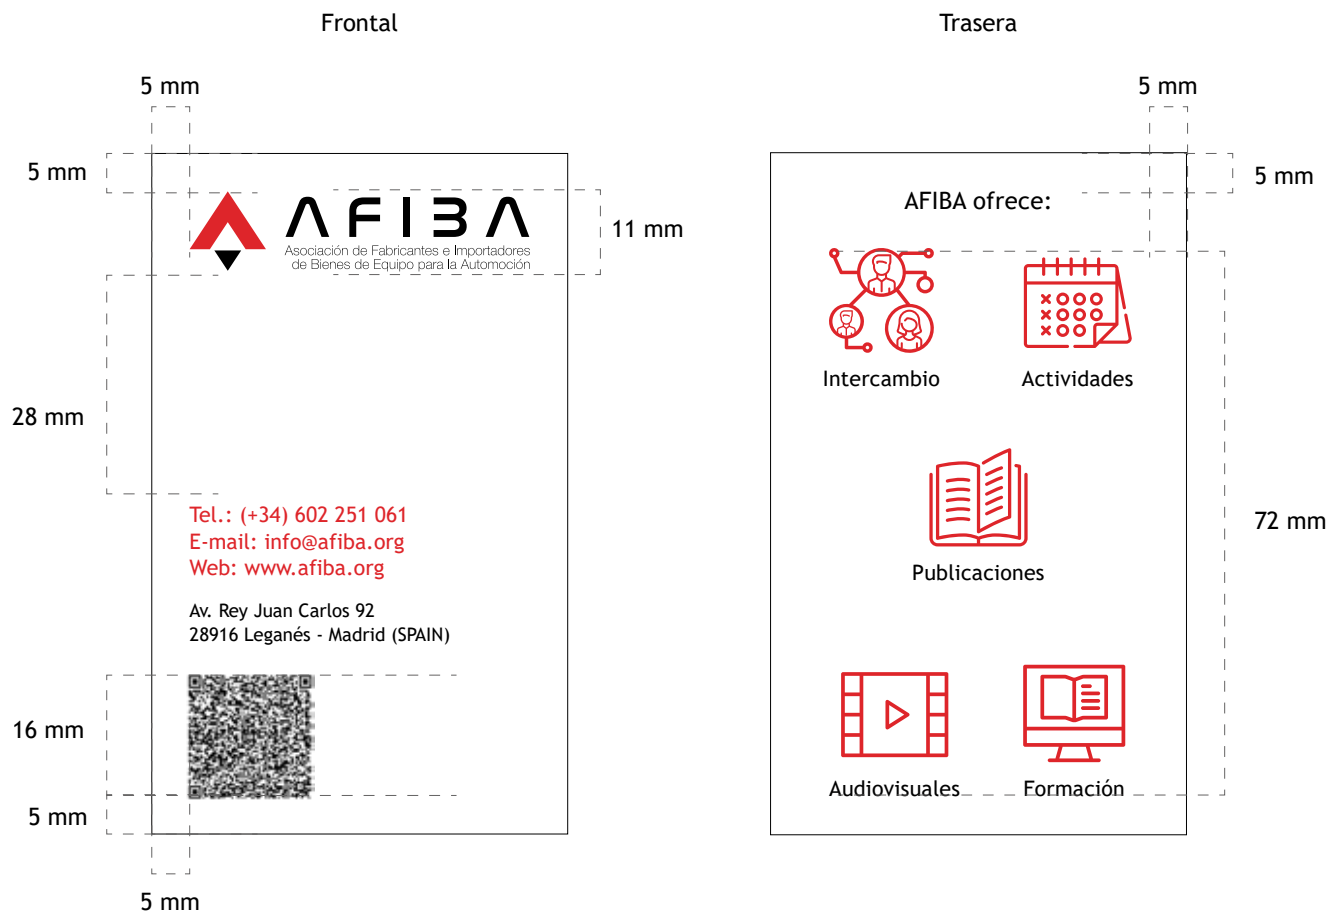 Frontal
Trasera
5 mm
5 mm
5 mm
5 mm
AFIBA
Asociación de Fabricantes e Importadores
de Bienes de Equipo para la Automoción
11 mm
AFIBA ofrece:
Intercambio
Actividades
28 mm
Tel.: (+34) 602 251 061
E-mail: info@afiba.org
Web: www.afiba.org
Publicaciones
72 mm
Av. Rey Juan Carlos 92
28916 Leganés - Madrid (SPAIN)
16 mm
Audiovisuales
Formación
5 mm
5 mm